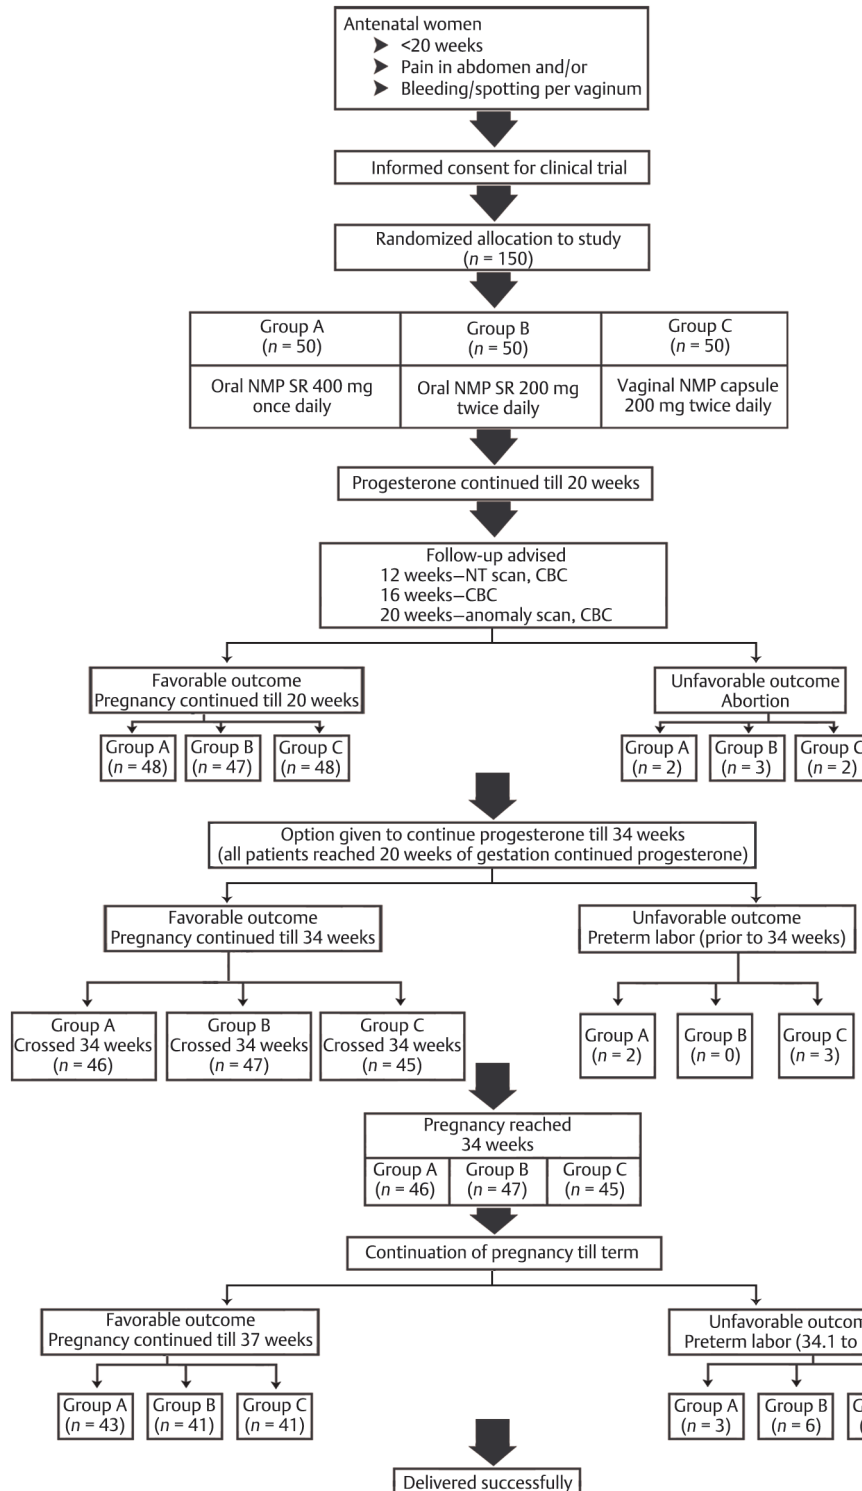 Antenatal women
➤ <20 weeks
➤ Pain in abdomen and/or
➤ Bleeding/spotting per vaginum
Informed consent for clinical trial
Randomized allocation to study
(n = 150)
Group A
(n = 50)
Group B
(n = 50)
Group C
(n = 50)
Oral NMP SR 400 mg
once daily
Oral NMP SR 200 mg
twice daily
Vaginal NMP capsule
200 mg twice daily
Progesterone continued till 20 weeks
Follow-up advised
12 weeks—NT scan, CBC
16 weeks—CBC
20 weeks—anomaly scan, CBC
Favorable outcome
Pregnancy continued till 20 weeks
Unfavorable outcome
Abortion
Group A
(n = 48)
Group B
(n = 47)
Group C
(n = 48)
Group A
(n = 2)
Group B
(n = 3)
Group C
(n = 2)
Option given to continue progesterone till 34 weeks
(all patients reached 20 weeks of gestation continued progesterone)
Favorable outcome
Pregnancy continued till 34 weeks
Unfavorable outcome
Preterm labor (prior to 34 weeks)
Group A
Crossed 34 weeks
(n = 46)
Group B
Crossed 34 weeks
(n = 47)
Group C
Crossed 34 weeks
(n = 45)
Group A
(n = 2)
Group B
(n = 0)
Group C
(n = 3)
Pregnancy reached
34 weeks
Group A
(n = 46)
Group B
(n = 47)
Group C
(n = 45)
Continuation of pregnancy till term
Favorable outcome
Pregnancy continued till 37 weeks
Unfavorable
Preterm labor (34.1 to
Group A
(n = 43)
Group B
(n = 41)
Group C
(n = 41)
Group A
(n = 3)
Group B
(n = 6)
Delivered successfully